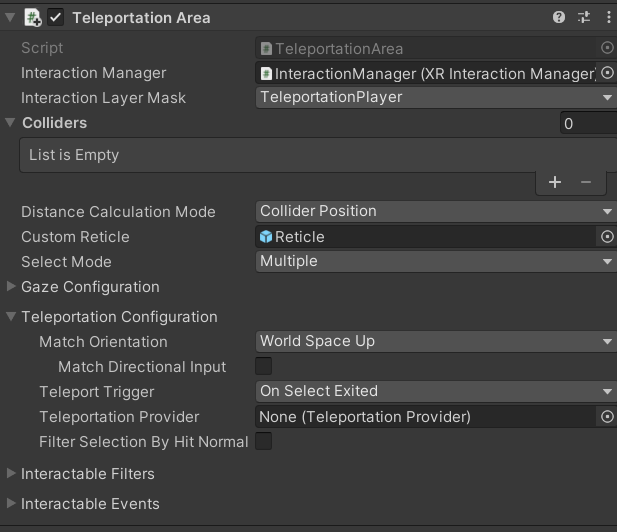 Teleportation Area
Script TeleportationArea
Interaction Manager InteractionManager (XR Interaction Manager)
Interaction Layer Mask TeleportationPlayer
Colliders 0
List is Empty
Distance Calculation Mode Collider Position
Custom Reticle Reticle
Select Mode Multiple
Gaze Configuration
Teleportation Configuration
Match Orientation World Space Up
Match Directional Input
Teleport Trigger On Select Exited
Teleportation Provider None (Teleportation Provider)
Filter Selection By Hit Normal
Interactable Filters
Interactable Events